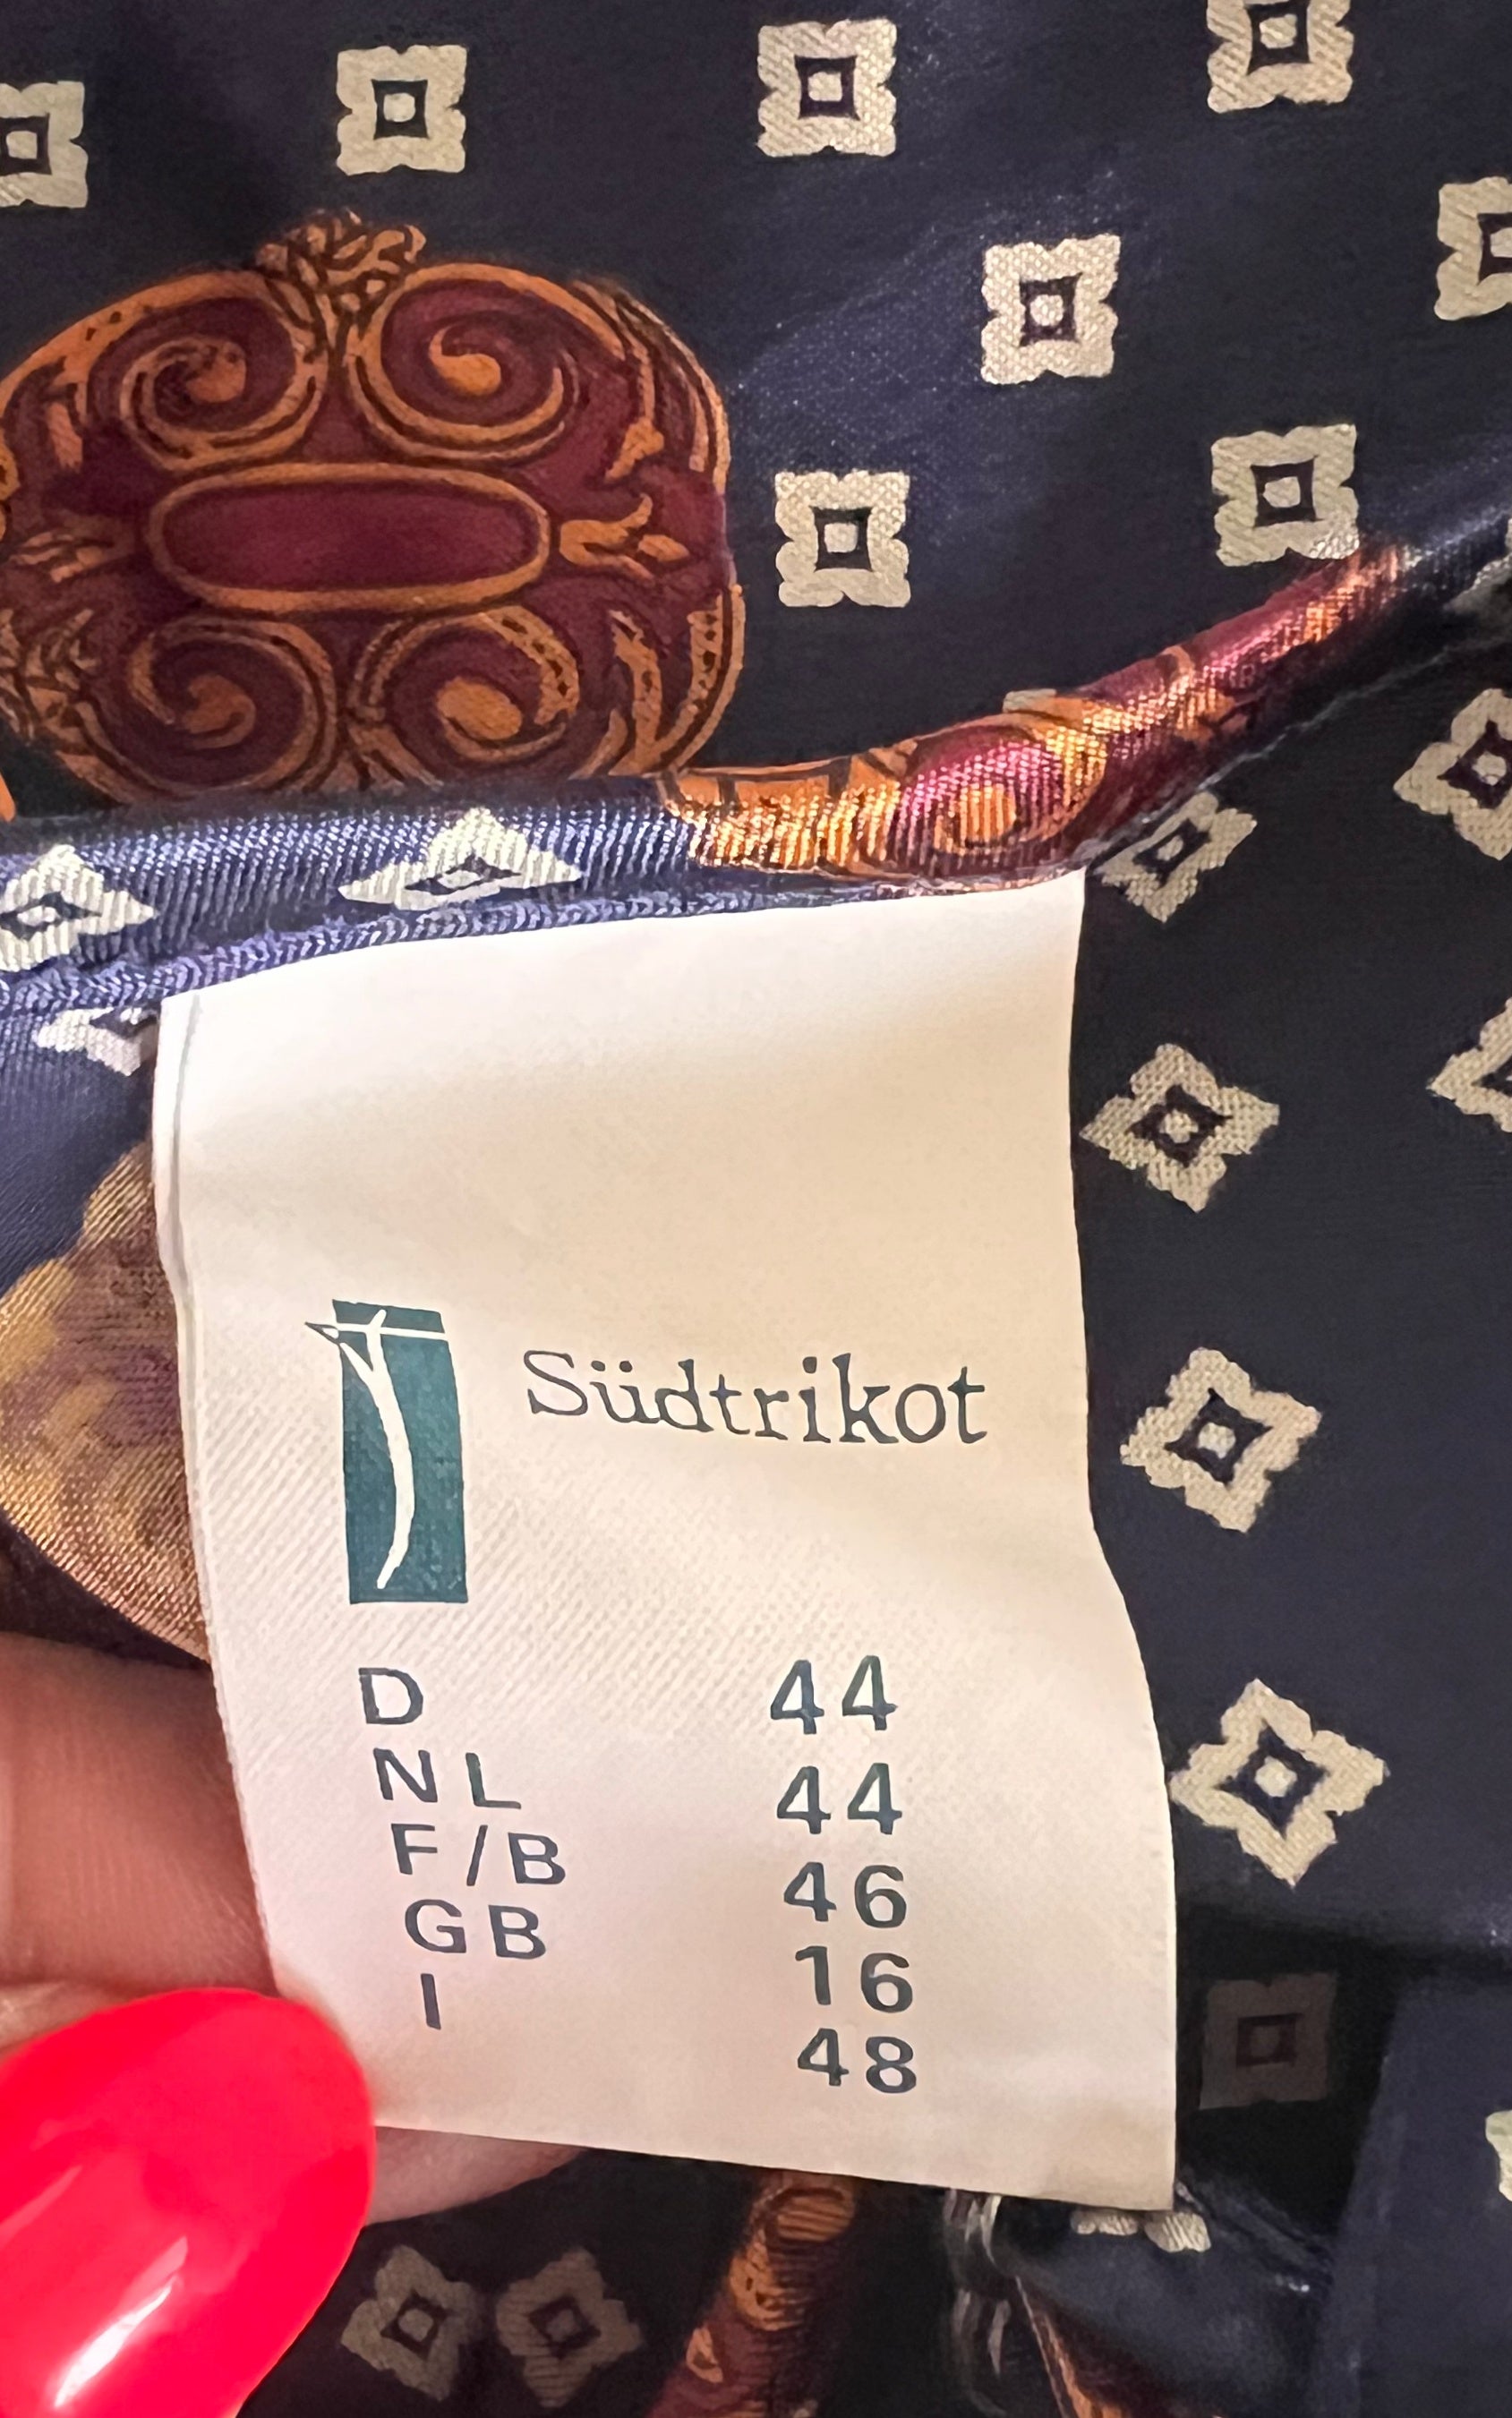 Südtrikot
D 44
NL 44
F/B 46
GB 16
I 48